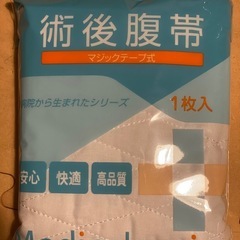 術後腹帯
マジックテープ式
病院から生まれたシリーズ
1枚入
安心 快適 高品質
Medical